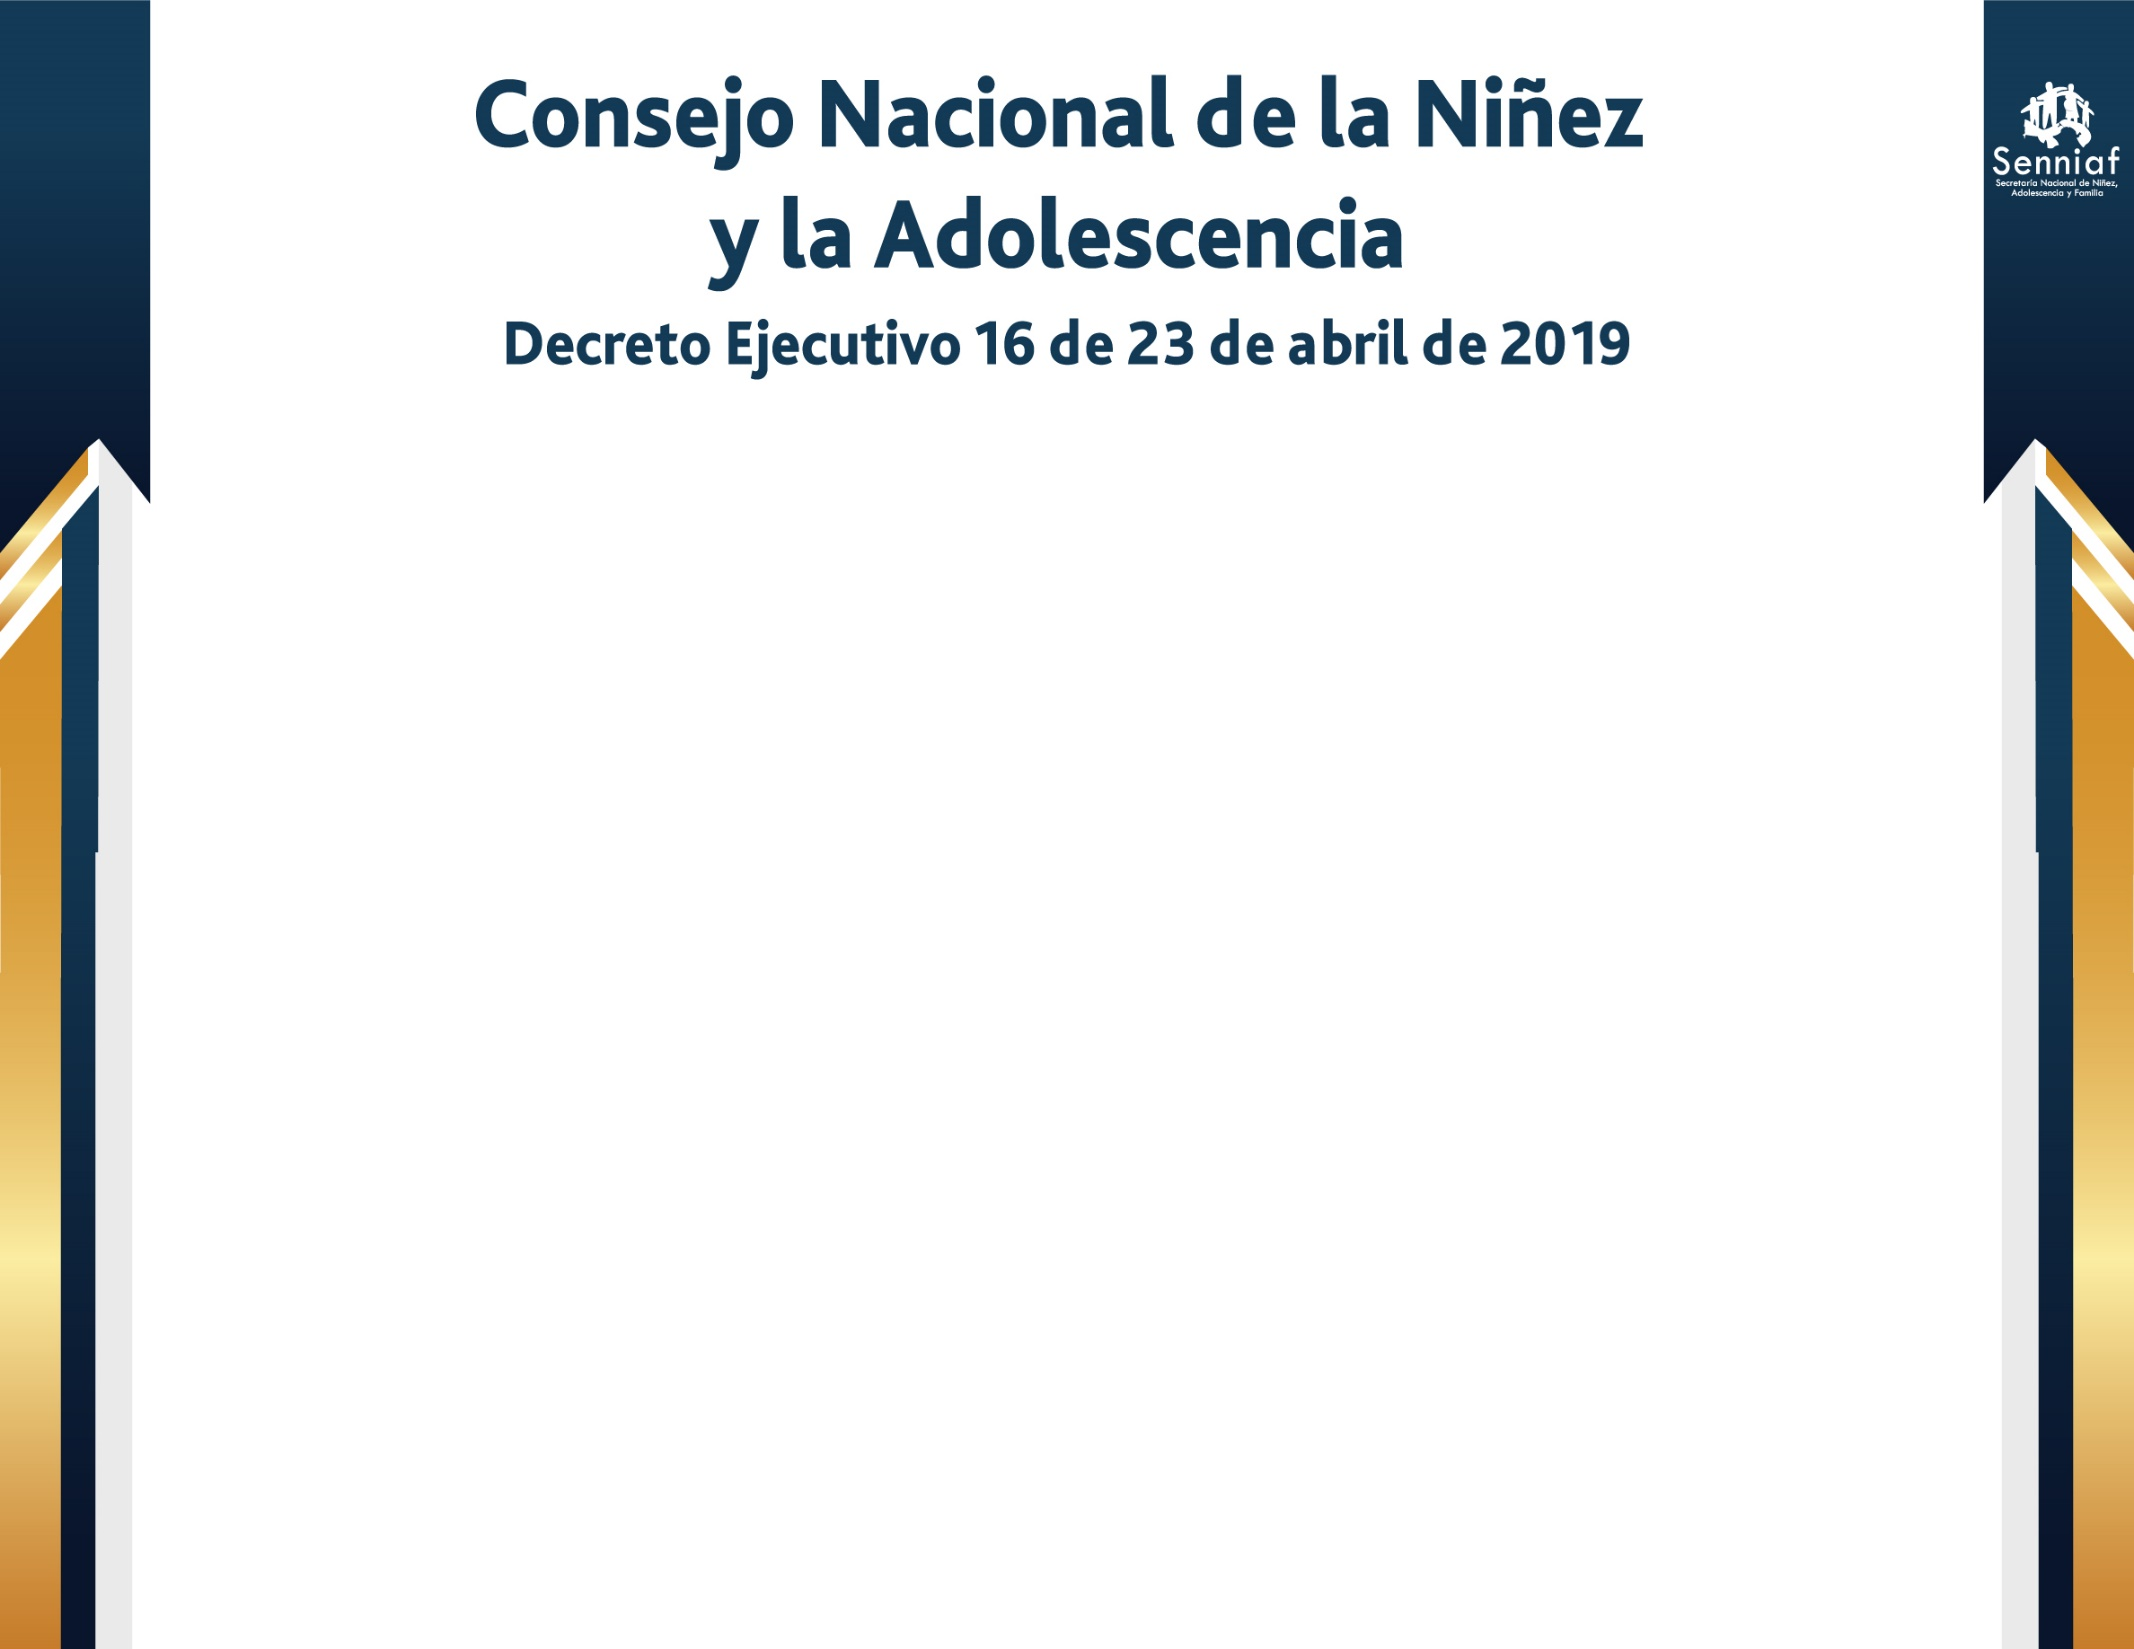 Consejo Nacional de la Niñez
y la Adolescencia
Decreto Ejecutivo 16 de 23 de abril de 2019
Senniaf
Secretaría Nacional de Niñez,
Adolescencia y Familia